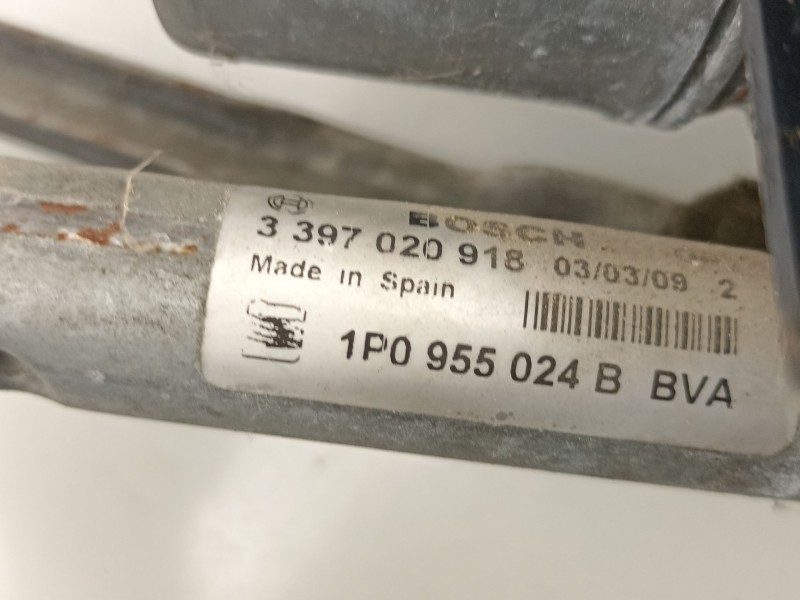 BOSCH
3 397 020 918 03/03/09 2
Made in Spain
1P0 955 024 B BVA